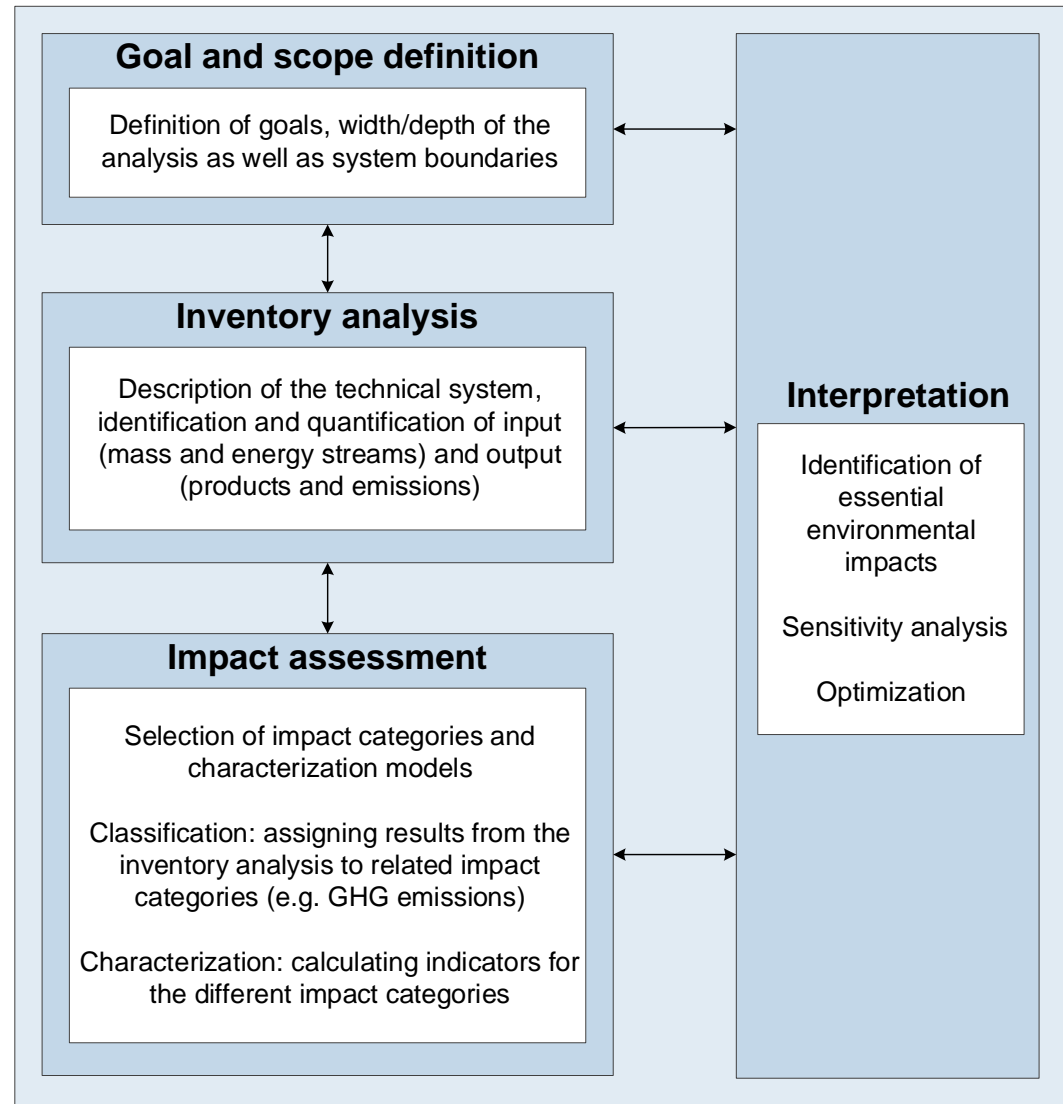 Goal and scope definition
Definition of goals, width/depth of the
analysis as well as system boundaries
Inventory analysis
Description of the technical system,
identification and quantification of input
(mass and energy streams) and output
(products and emissions)
Impact assessment
Selection of impact categories and
characterization models
Classification: assigning results from the
inventory analysis to related impact
categories (e.g. GHG emissions)
Characterization: calculating indicators for
the different impact categories
Interpretation
Identification of
essential
environmental
impacts
Sensitivity analysis
Optimization